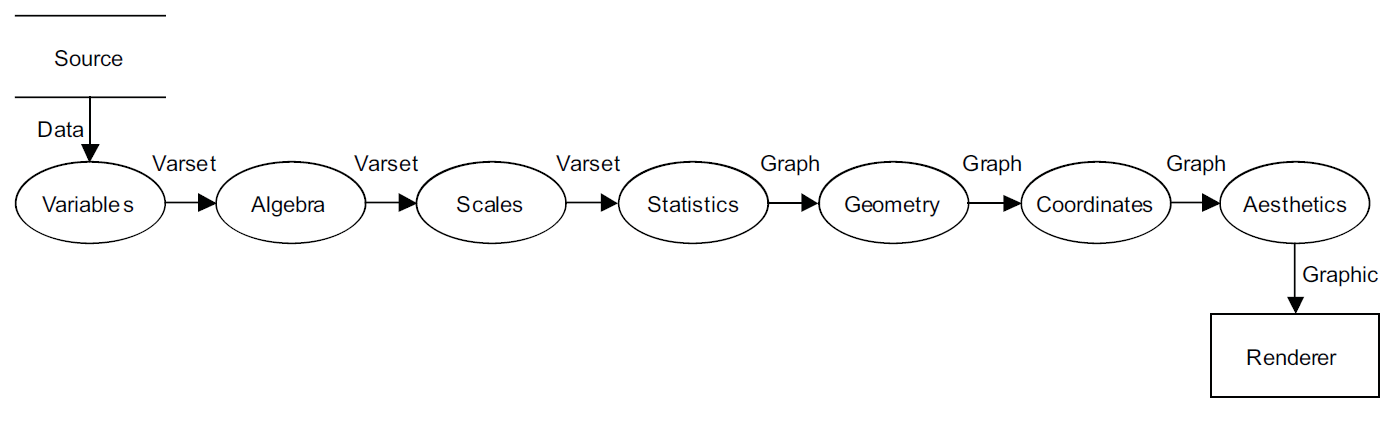 Source
Data
Varset
Varset
Varset
Graph
Graph
Graph
Variables
Algebra
Scales
Statistics
Geometry
Coordinates
Aesthetics
Graphic
Renderer